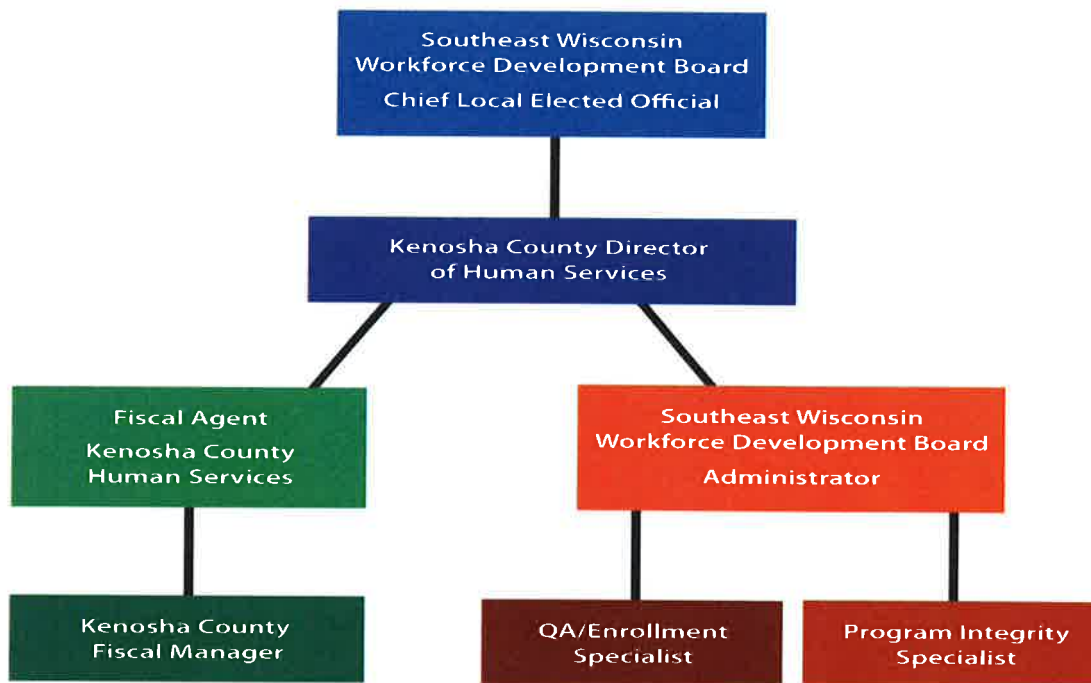 Southeast Wisconsin
Workforce Development Board
Chief Local Elected Official
Kenosha County Director
of Human Services
Fiscal Agent
Kenosha County
Human Services
Southeast Wisconsin
Workforce Development Board
Administrator
Kenosha County
Fiscal Manager
QA/Enrollment
Specialist
Program Integrity
Specialist